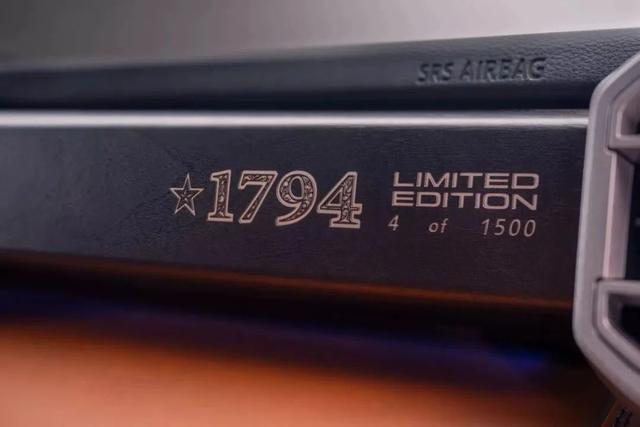 SRS AIRBAG
1794
LIMITED
EDITION
4 of 1500